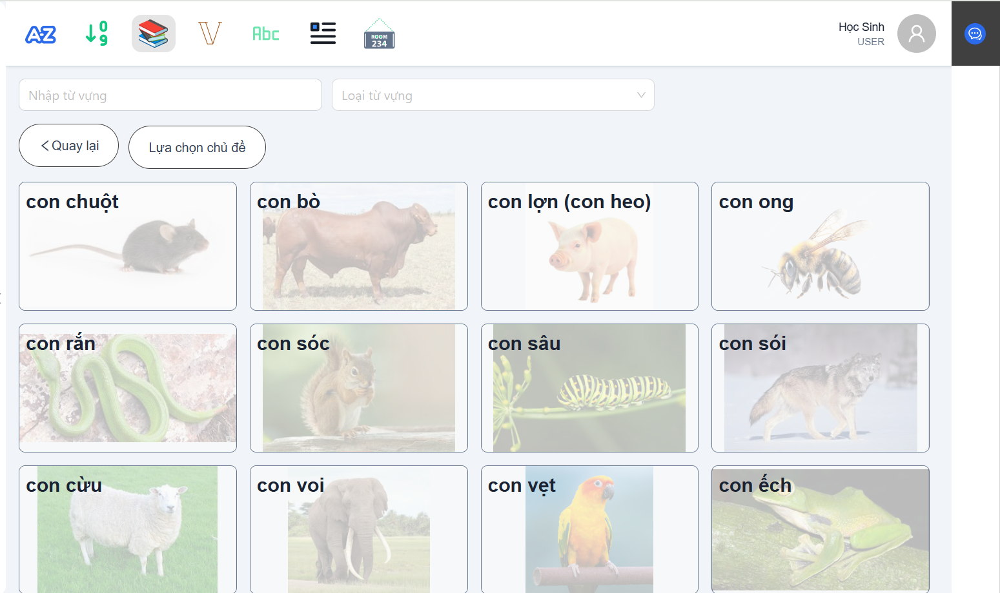 A-Z
0
9
Abc
ROOM
234
Học Sinh
USER
Nhập từ vựng
Loại từ vựng
Quay lại
Lựa chọn chủ đề
con chuột
con bò
con lợn (con heo)
con ong
con rắn
con sóc
con sâu
con sói
con cừu
con voi
con vẹt
con ếch